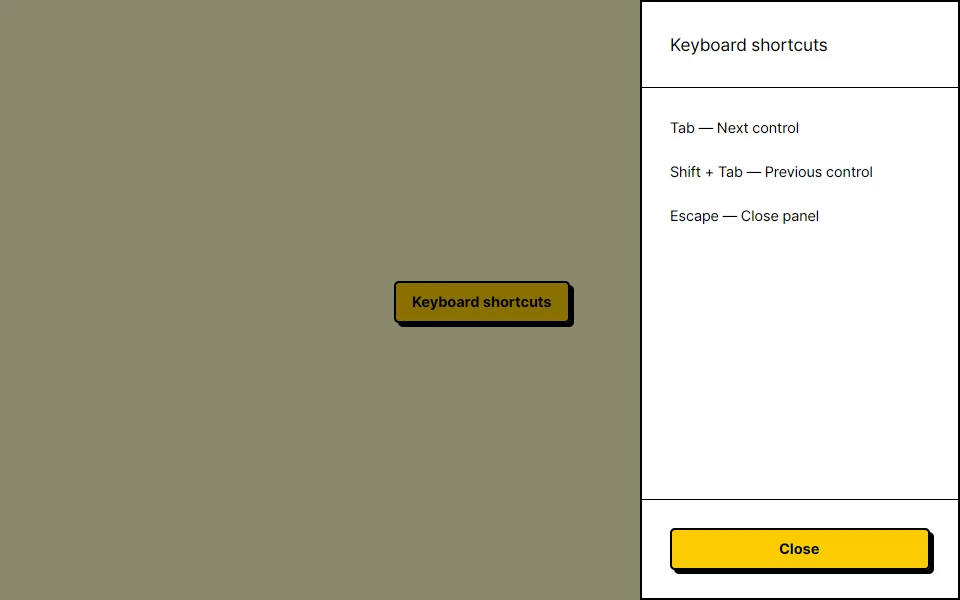 Keyboard shortcuts
Tab — Next control
Shift + Tab — Previous control
Escape — Close panel
Keyboard shortcuts
Close